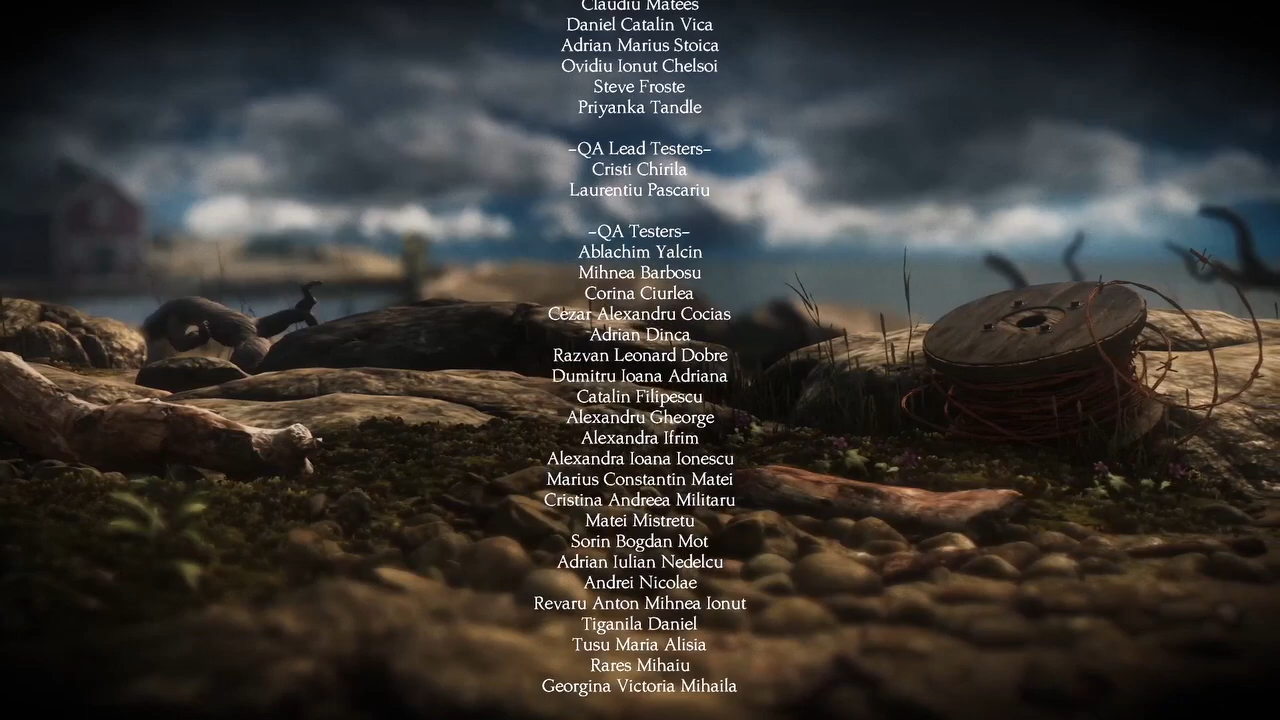 Claudiu Matees
Daniel Catalin Vica
Adrian Marius Stoica
Ovidiu Ionut Chelsoi
Steve Froste
Priyanka Tandle
-QA Lead Testers-
Cristi Chirila
Laurentiu Pascariu
-QA Testers-
Ablachim Yalcin
Mihnea Barbosu
Corina Ciurlea
Cezar Alexandru Cocias
Adrian Dinca
Razvan Leonard Dobre
Dumitru Ioana Adriana
Catalin Filipescu
Alexandru Gheorge
Alexandra Ifrim
Alexandra Ioana Ionescu
Marius Constantin Matei
Cristina Andreea Militaru
Matei Mistretu
Sorin Bogdan Mot
Adrian Iulian Nedelcu
Andrei Nicolae
Revaru Anton Mihnea Ionut
Tiganila Daniel
Tusu Maria Alisia
Rares Mihaiu
Georgina Victoria Mihaila